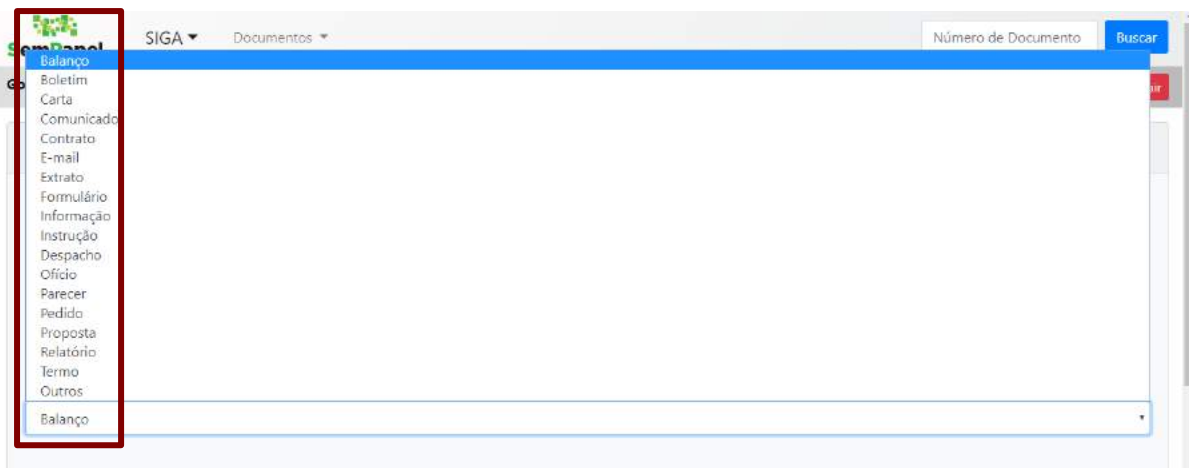 SIGA Documentos Número de Documento Buscar
Balanço
Boletim
Carta
Comunicado
Contrato
E-mail
Extrato
Formulário
Informação
Instrução
Despacho
Ofício
Parecer
Pedido
Proposta
Relatório
Termo
Outros
Balanço